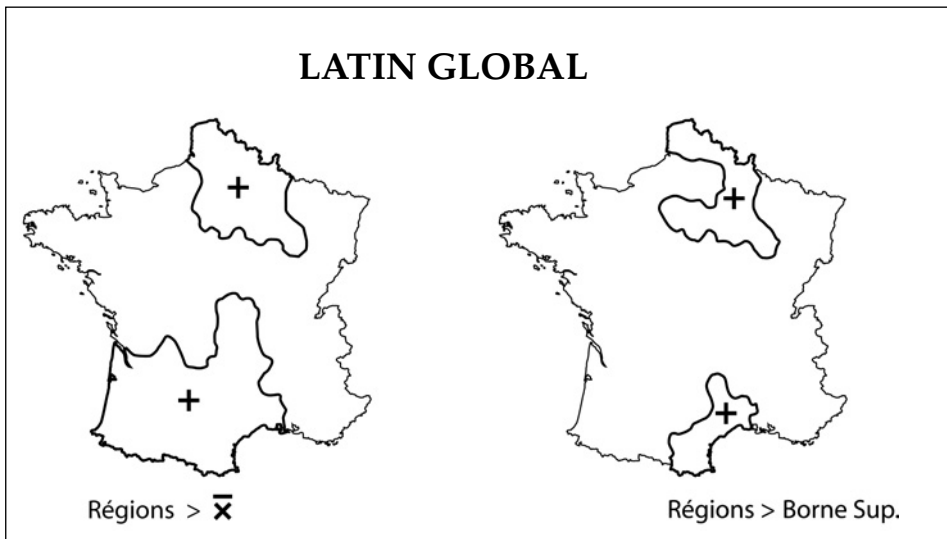 LATIN GLOBAL
+
+
+
+
Régions > x̅
Régions > Borne Sup.